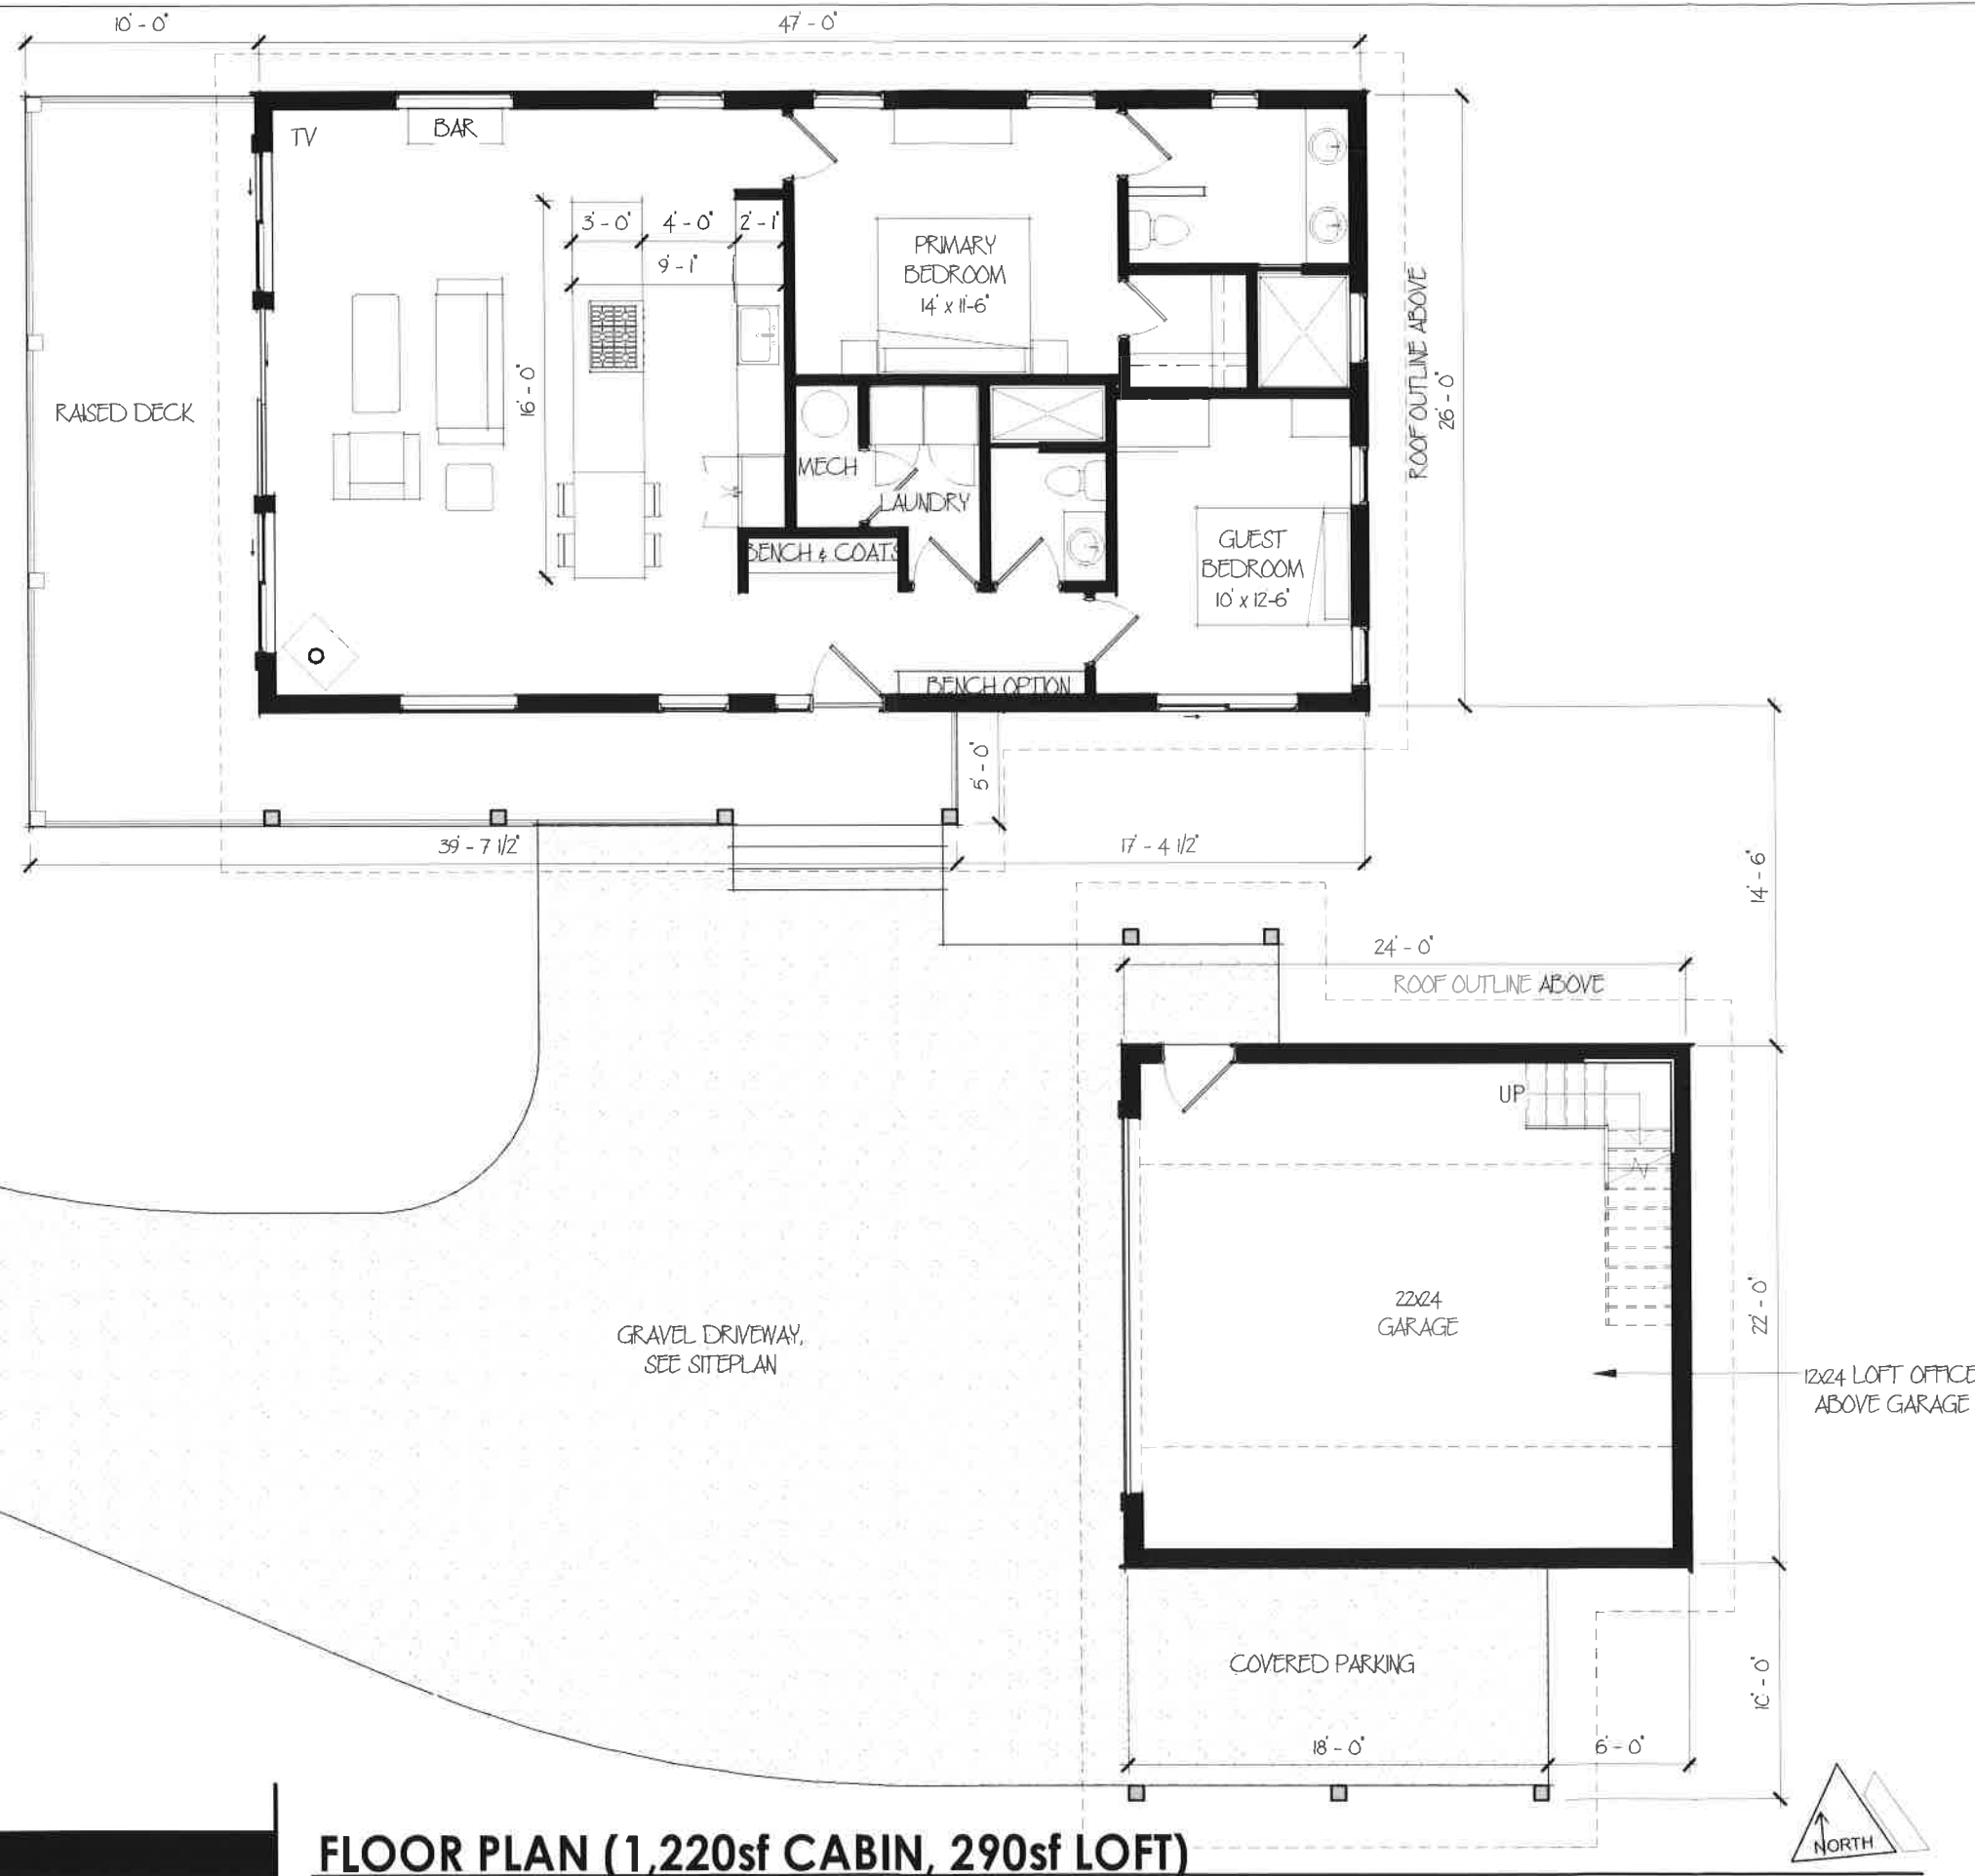 10' - 0"
47' - 0"
TV
BAR
3' - 0"
4' - 0"
2' - 1"
9' - 1"
16' - 0"
PRIMARY
BEDROOM
14' x 11'-6"
ROOF OUTLINE ABOVE
26' - 0"
RAISED DECK
MECH
LAUNDRY
BENCH & COATS
GUEST
BEDROOM
10' x 12'-6"
BENCH OPTION
5' - 0"
39' - 7 1/2"
17' - 4 1/2"
14' - 6"
24' - 0"
ROOF OUTLINE ABOVE
UP
22x24
GARAGE
22' - 0"
GRAVEL DRIVEWAY,
SEE SITEPLAN
12x24 LOFT OFFICE
ABOVE GARAGE
COVERED PARKING
18' - 0"
6' - 0"
10' - 0"
NORTH
FLOOR PLAN (1,220sf CABIN, 290sf LOFT)